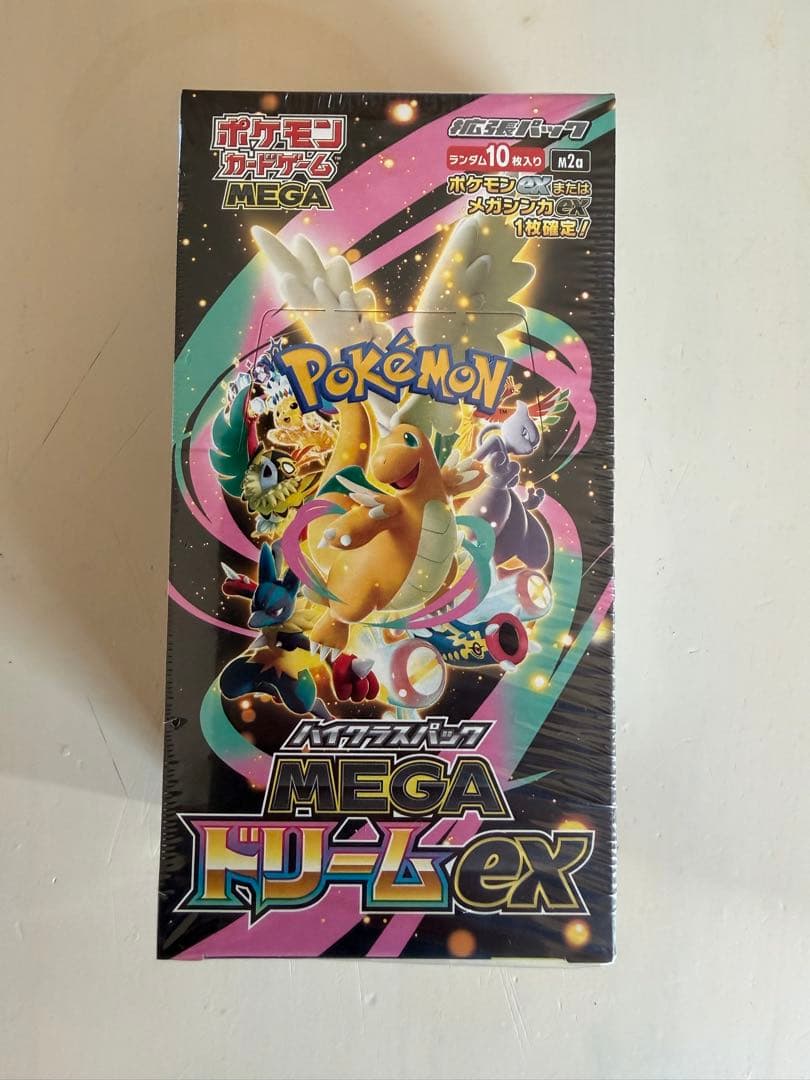 ポケモン
カードゲーム™
MEGA
拡張パック
ランダム10枚入り
M2a
ポケモンexまたは
メガシンカex
1枚確定!
POKéMON™
ハイクラスパック
MEGA
ドリームex